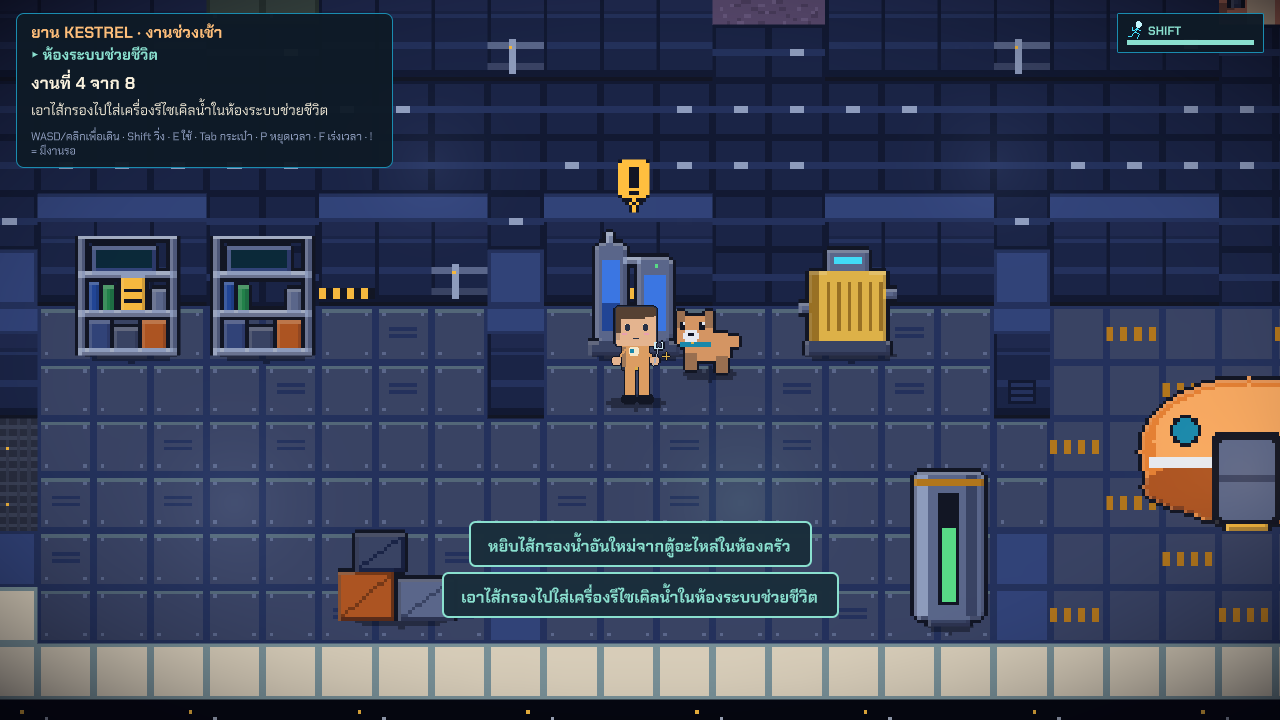 ยาน KESTREL · งานช่วงเช้า
▸ ห้องระบบช่วยชีวิต
งานที่ 4 จาก 8
เอาไส้กรองไปใส่เครื่องรีไซเคิลน้ำในห้องระบบช่วยชีวิต
WASD/คลิกเพื่อเดิน · Shift วิ่ง · E ใช้ · Tab กระเป๋า · P หยุดเวลา · F เร่งเวลา · !
= มีงานรอ
SHIFT
หยิบไส้กรองน้ำอันใหม่จากตู้อะไหล่ในห้องครัว
เอาไส้กรองไปใส่เครื่องรีไซเคิลน้ำในห้องระบบช่วยชีวิต